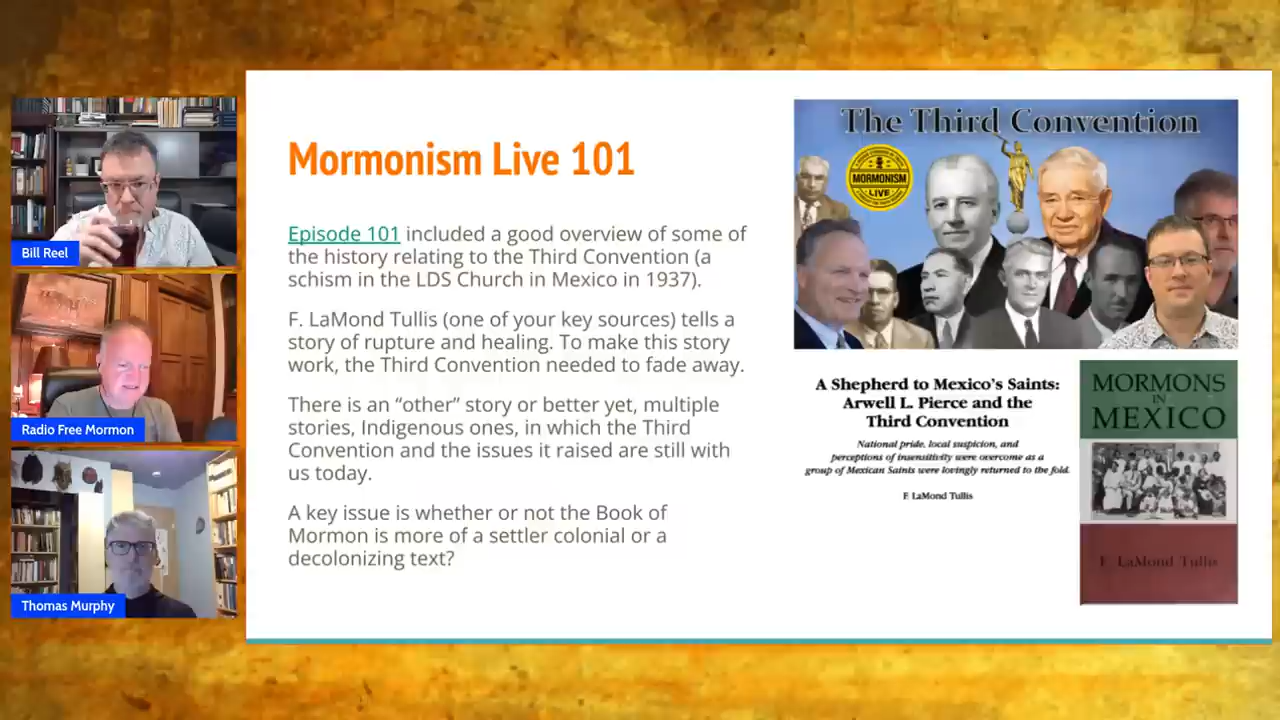 Bill Reel
Radio Free Mormon
Thomas Murphy
Mormonism Live 101
Episode 101 included a good overview of some of
the history relating to the Third Convention (a
schism in the LDS Church in Mexico in 1937).
F. LaMond Tullis (one of your key sources) tells a
story of rupture and healing. To make this story
work, the Third Convention needed to fade away.
There is an “other” story or better yet, multiple
stories, Indigenous ones, in which the Third
Convention and the issues it raised are still with
us today.
A key issue is whether or not the Book of
Mormon is more of a settler colonial or a
decolonizing text?
The Third Convention
MORMONISM
LIVE
A Shepherd to Mexico's Saints:
Arwell L. Pierce and the
Third Convention
National pride, local suspicion, and
perceptions of insensitivity were overcome as a
group of Mexican Saints were lovingly returned to the fold.
F. LaMond Tullis
MORMONS
IN
MEXICO
F. LaMond Tullis